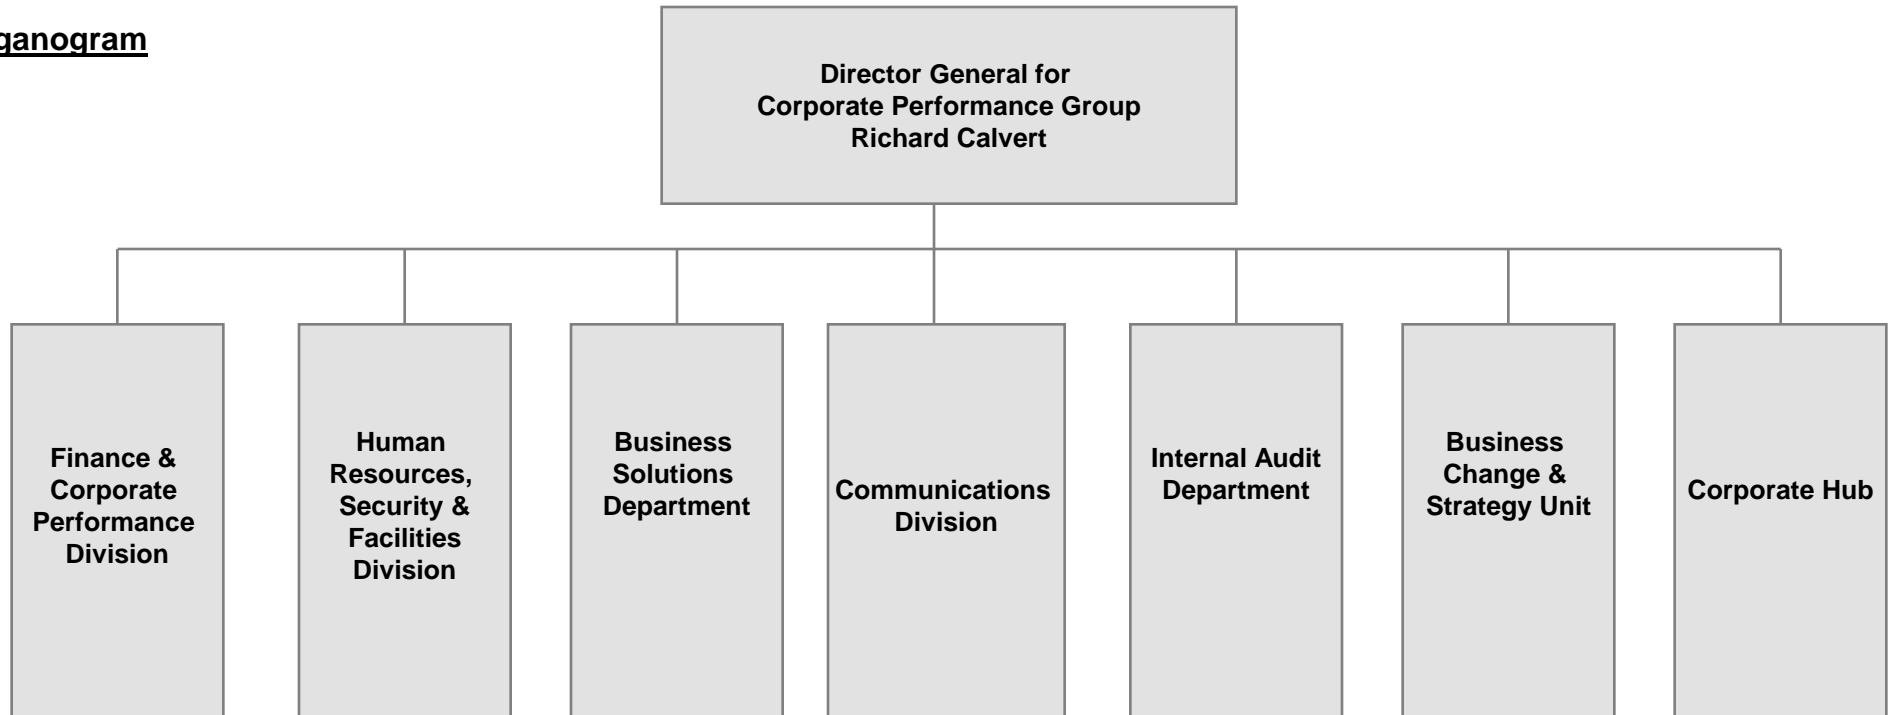 ganogram
Director General for
Corporate Performance Group
Richard Calvert
Finance &
Corporate
Performance
Division
Human
Resources,
Security &
Facilities
Division
Business
Solutions
Department
Communications
Division
Internal Audit
Department
Business
Change &
Strategy Unit
Corporate Hub